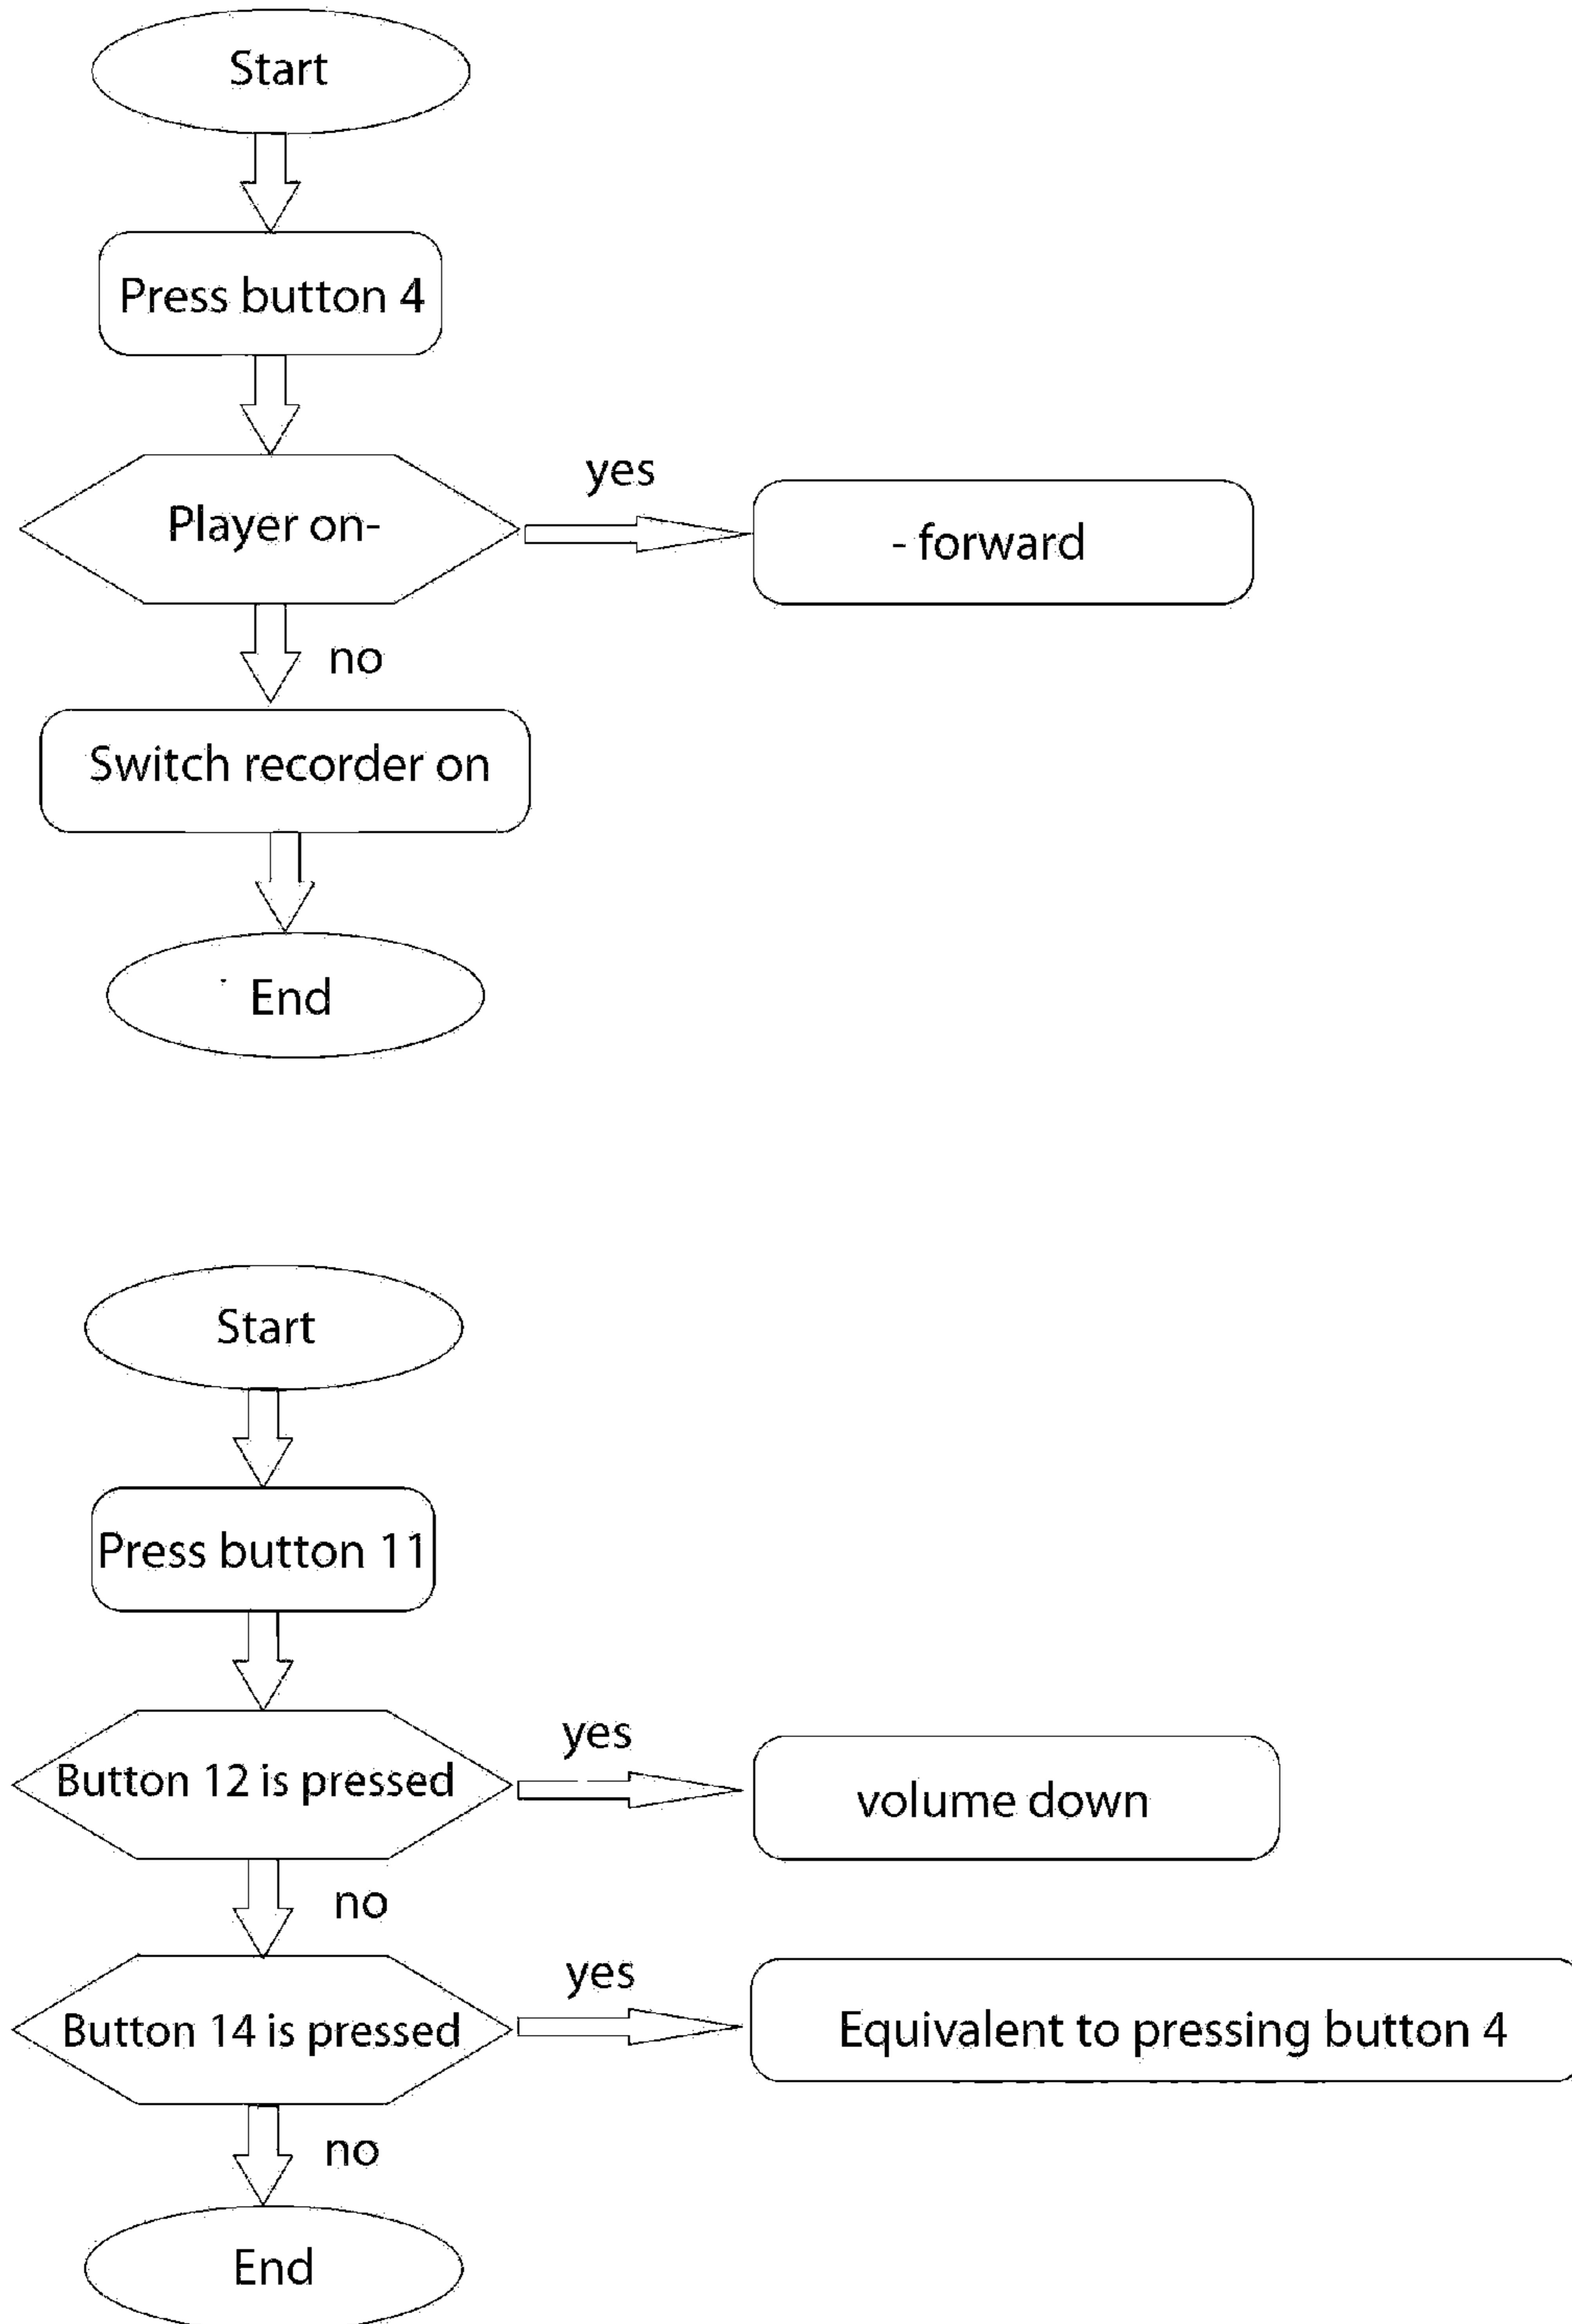 Start
Press button 4
Player on-
yes
- forward
no
Switch recorder on
End
Start
Press button 11
Button 12 is pressed
yes
volume down
no
Button 14 is pressed
yes
Equivalent to pressing button 4
no
End